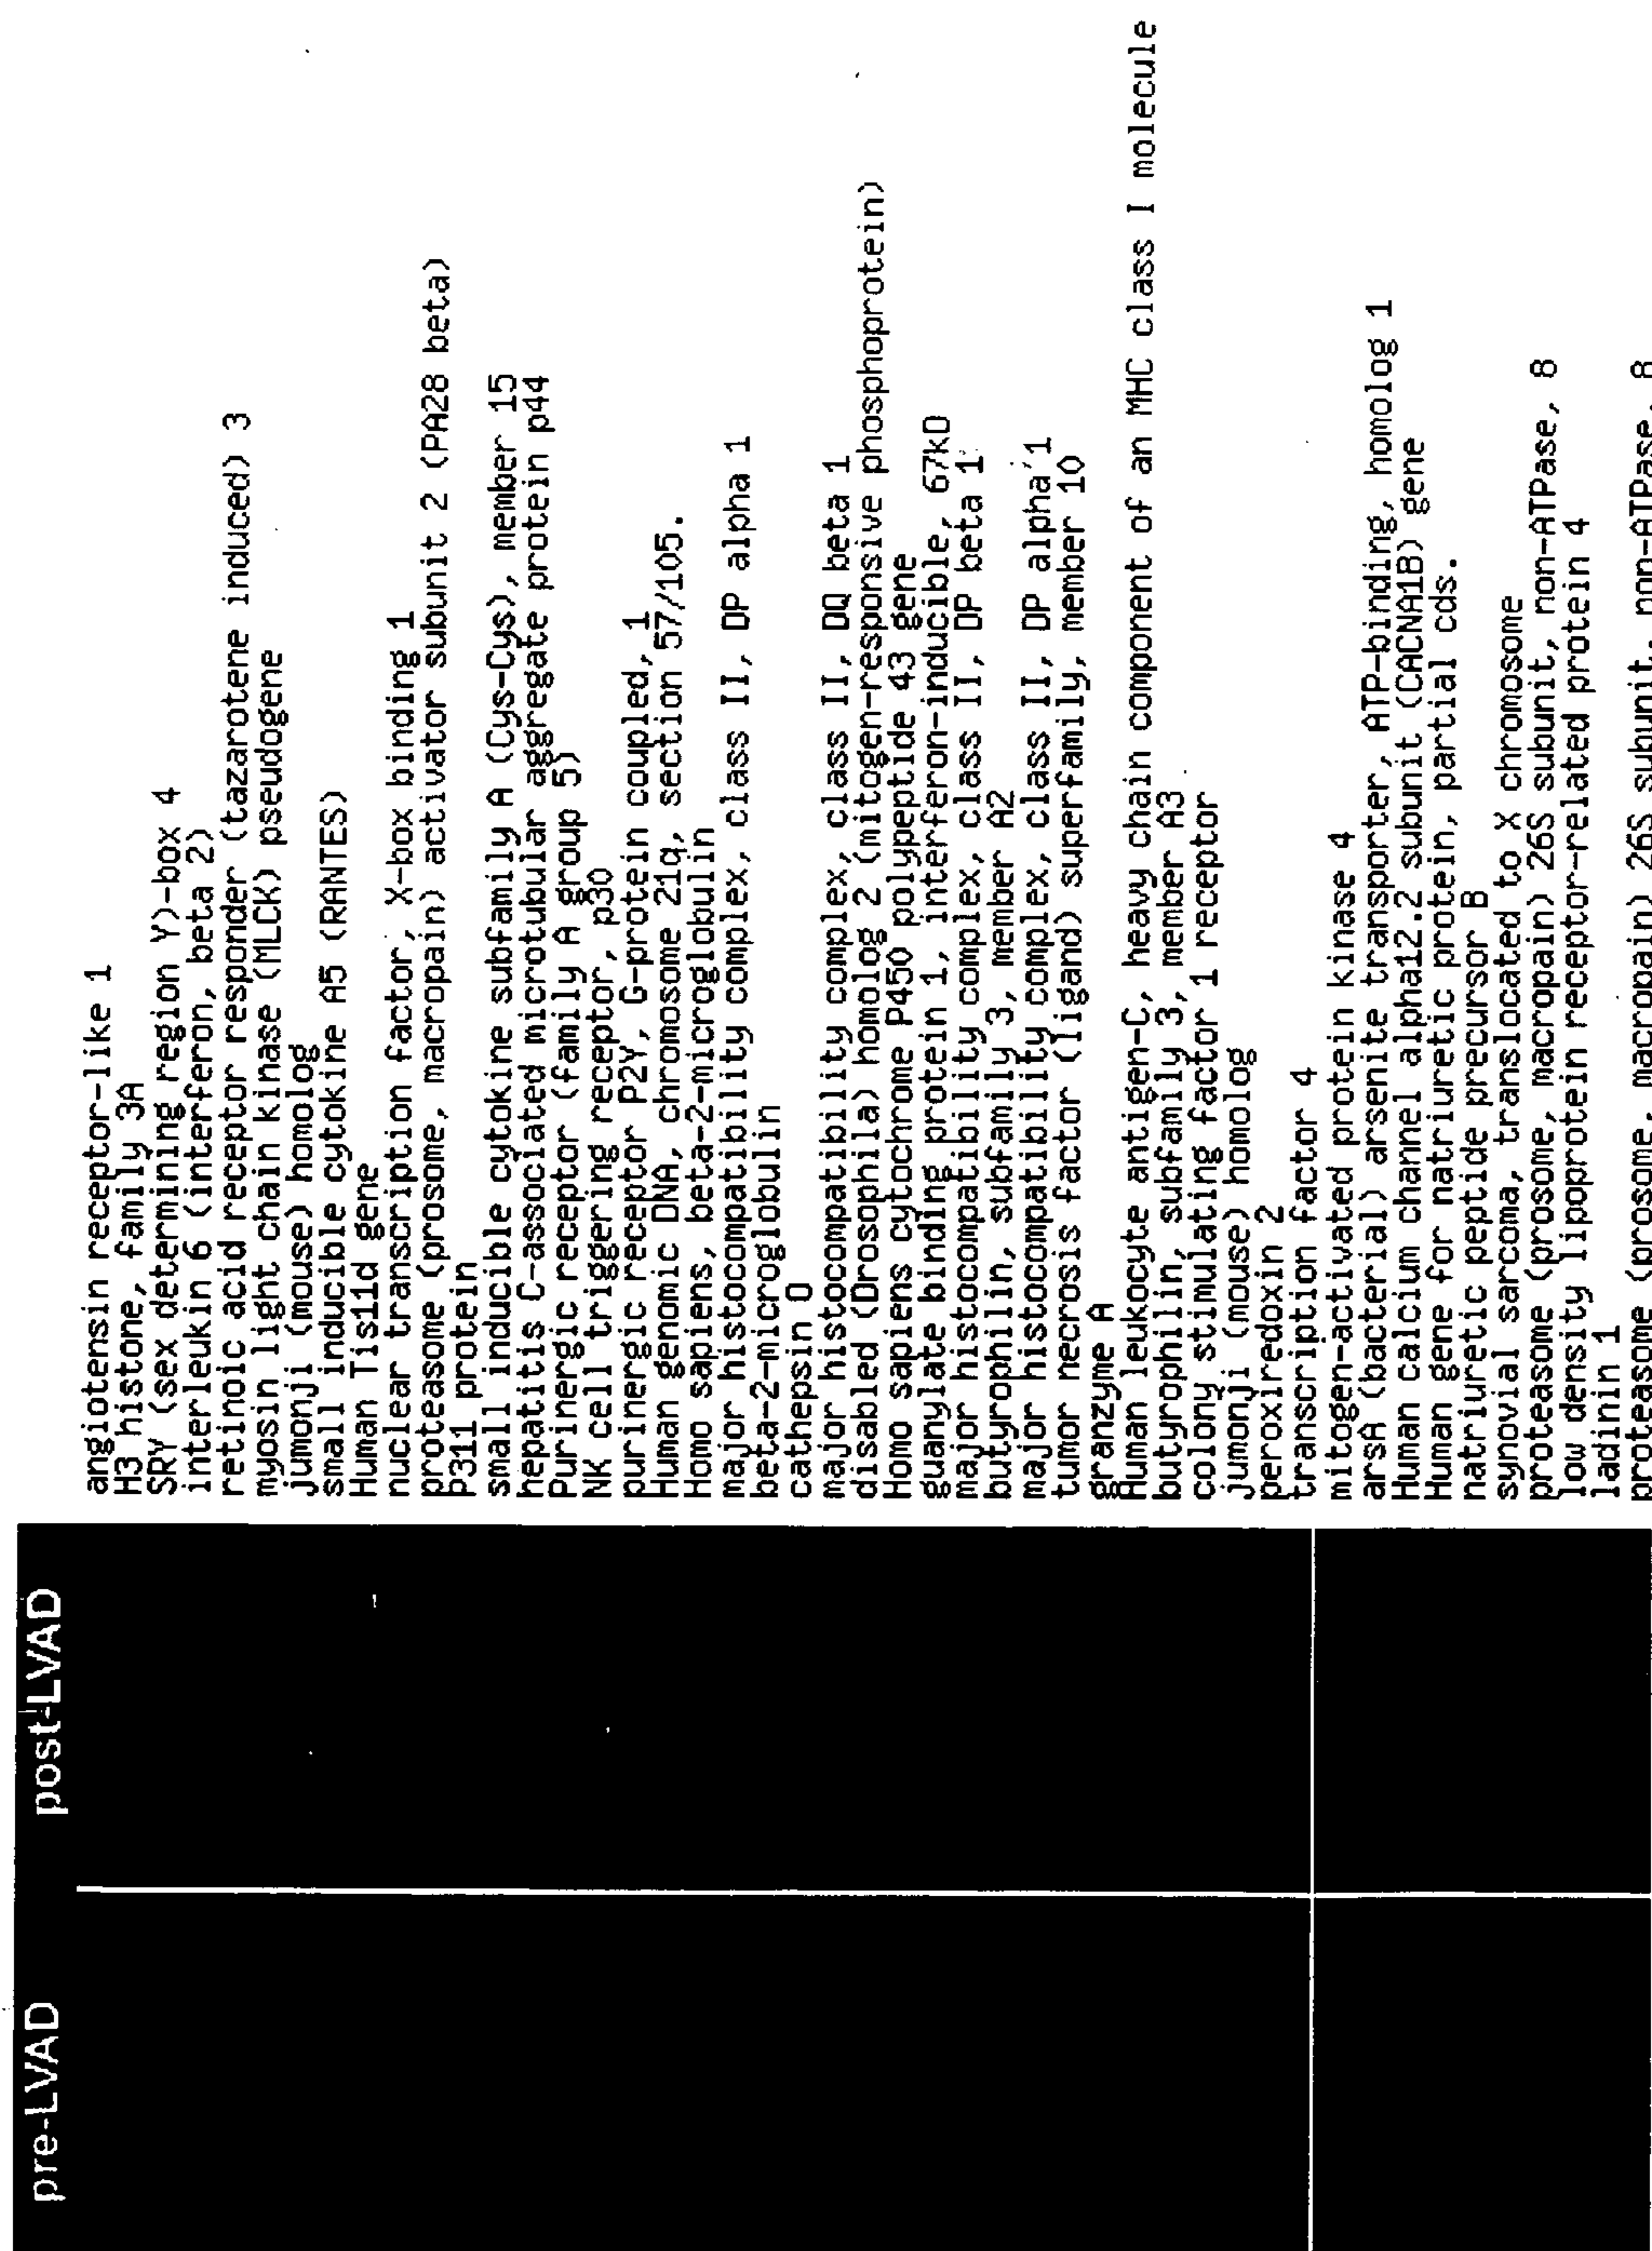 pre-LVAD
post-LVAD
angiotensin receptor-like 1
H3 histone, family 3A
SRY (sex determining region Y)-box 4
interleukin 6 (interferon, beta 2)
retinoic acid receptor responder (tazarotene induced) 3
myosin light chain kinase (MLCK) pseudogene
jumonji (mouse) homolog
small inducible cytokine A5 (RANTES)
Human Tis11d gene
nuclear transcription factor, X-box binding 1
proteasome (prosome, macropain) activator subunit 2 (PA28 beta)
P311 protein
small inducible cytokine subfamily A (Cys-Cys), member 15
hepatitis C-associated microtubular aggregate protein p44
Purinergic receptor (family A group 5)
NK cell triggering receptor, p30
purinergic receptor P2Y, G-protein coupled, 1
Human genomic DNA, chromosome 21q, section 57/105.
Homo sapiens, beta-2-microglobulin
major histocompatibility complex, class II, DP alpha 1
beta-2-microglobulin
cathepsin O
major histocompatibility complex, class II, DQ beta 1
disabled (Drosophila) homolog 2 (mitogen-responsive phosphoprotein)
Homo sapiens cytochrome P450 polypeptide 43 gene
guanylate binding protein 1, interferon-inducible, 67kD
major histocompatibility complex, class II, DP beta 1
butyrophilin, subfamily 3, member A2
major histocompatibility complex, class II, DP alpha 1
tumor necrosis factor (ligand) superfamily, member 10
granzyme A
Human leukocyte antigen-C, heavy chain component of an MHC class I molecule
butyrophilin, subfamily 3, member A3
colony stimulating factor 1 receptor
jumonji (mouse) homolog
peroxiredoxin 2
transcription factor 4
mitogen-activated protein kinase 4
arsA (bacterial) arsenite transporter, ATP-binding, homolog 1
Human calcium channel alpha12.2 subunit (CACNA1B) gene
Human gene for natriuretic protein, partial cds.
natriuretic peptide precursor B
synovial sarcoma, translocated to X chromosome
proteasome (prosome, macropain) 26S subunit, non-ATPase, 8
low density lipoprotein receptor-related protein 4
ladinin 1
proteasome (prosome, macropain) 26S subunit, non-ATPase, 8